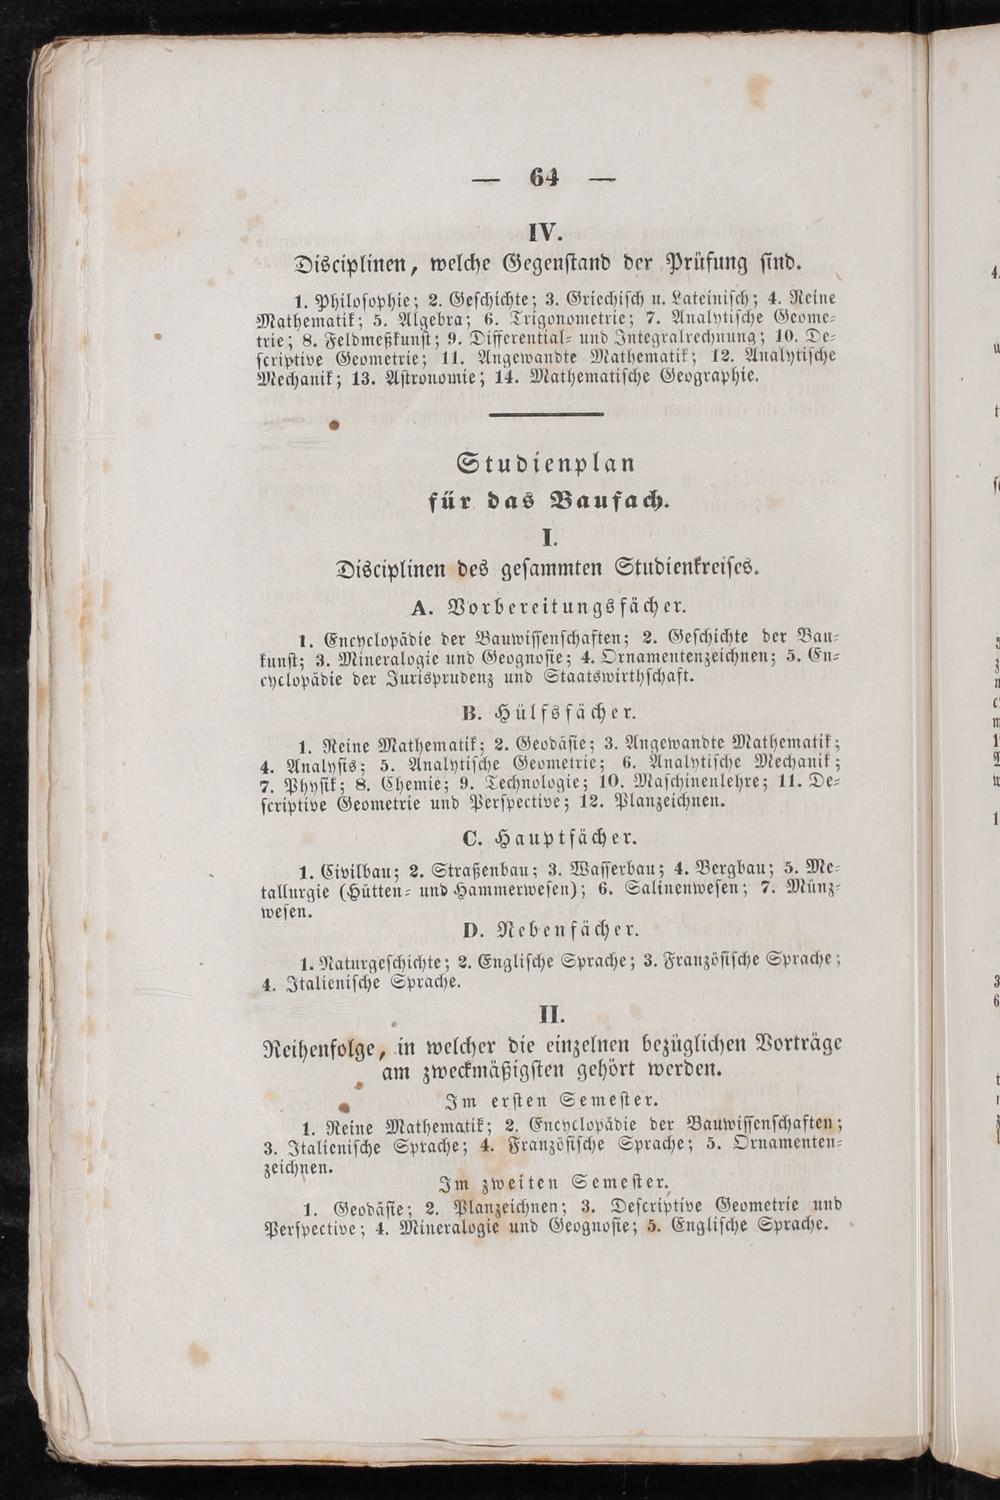 — 64 —
IV.
Disciplinen, welche Gegenstand der Prüfung sind.
1. Philosophie; 2. Geschichte; 3. Griechisch u. Lateinisch; 4. Reine
Mathematik; 5. Algebra; 6. Trigonometrie; 7. Analytische Geome-
trie; 8. Feldmeßkunst; 9. Differential- und Integralrechnung; 10. De-
scriptive Geometrie; 11. Angewandte Mathematik; 12. Analytische
Mechanik; 13. Astronomie; 14. Mathematische Geographie.
Studienplan
für das Baufach.
I.
Disciplinen des gesammten Studienkreises.
A. Vorbereitungsfächer.
1. Encyclopädie der Bauwissenschaften; 2. Geschichte der Bau-
kunst; 3. Mineralogie und Geognosie; 4. Ornamentenzeichnen; 5. En-
cyclopädie der Jurisprudenz und Staatswirthschaft.
B. Hülfsfächer.
1. Reine Mathematik; 2. Geodäsie; 3. Angewandte Mathematik;
4. Analysis; 5. Analytische Geometrie; 6. Analytische Mechanik;
7. Physik; 8. Chemie; 9. Technologie; 10. Maschinenlehre; 11. De-
scriptive Geometrie und Perspective; 12. Planzeichnen.
C. Hauptfächer.
1. Civilbau; 2. Straßenbau; 3. Wasserbau; 4. Bergbau; 5. Me-
tallurgie (Hütten- und Hammerwesen); 6. Salinenwesen; 7. Münz-
wesen.
D. Nebenfächer.
1. Naturgeschichte; 2. Englische Sprache; 3. Französische Sprache;
4. Italienische Sprache.
II.
Reihenfolge, in welcher die einzelnen bezüglichen Vorträge
am zweckmäßigsten gehört werden.
Im ersten Semester.
1. Reine Mathematik; 2. Encyclopädie der Bauwissenschaften;
3. Italienische Sprache; 4. Französische Sprache; 5. Ornamenten-
zeichnen.
Im zweiten Semester.
1. Geodäsie; 2. Planzeichnen; 3. Descriptive Geometrie und
Perspective; 4. Mineralogie und Geognosie; 5. Englische Sprache.